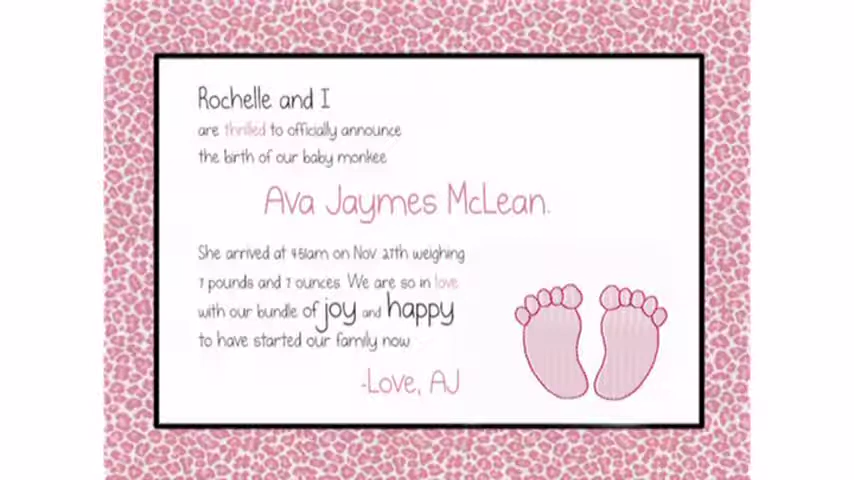 Rochelle and I
are thrilled to officially announce
the birth of our baby monkee
Ava Jaymes McLean.
She arrived at 451am on Nov 27th weighing
7 pounds and 7 ounces. We are so in love
with our bundle of joy and happy
to have started our family now
-Love, AJ